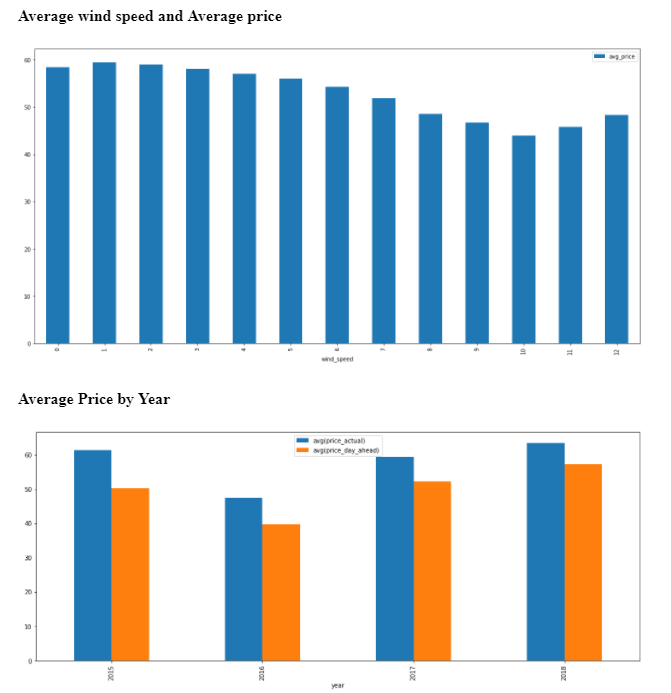 Average wind speed and Average price
avg_price
60
50
40
30
20
10
0
0 1 2 3 4 5 6 7 8 9 10 11 12
wind_speed
Average Price by Year
avg(price_actual)
avg(price_day_ahead)
60
50
40
30
20
10
0
2015 2016 2017 2018
year